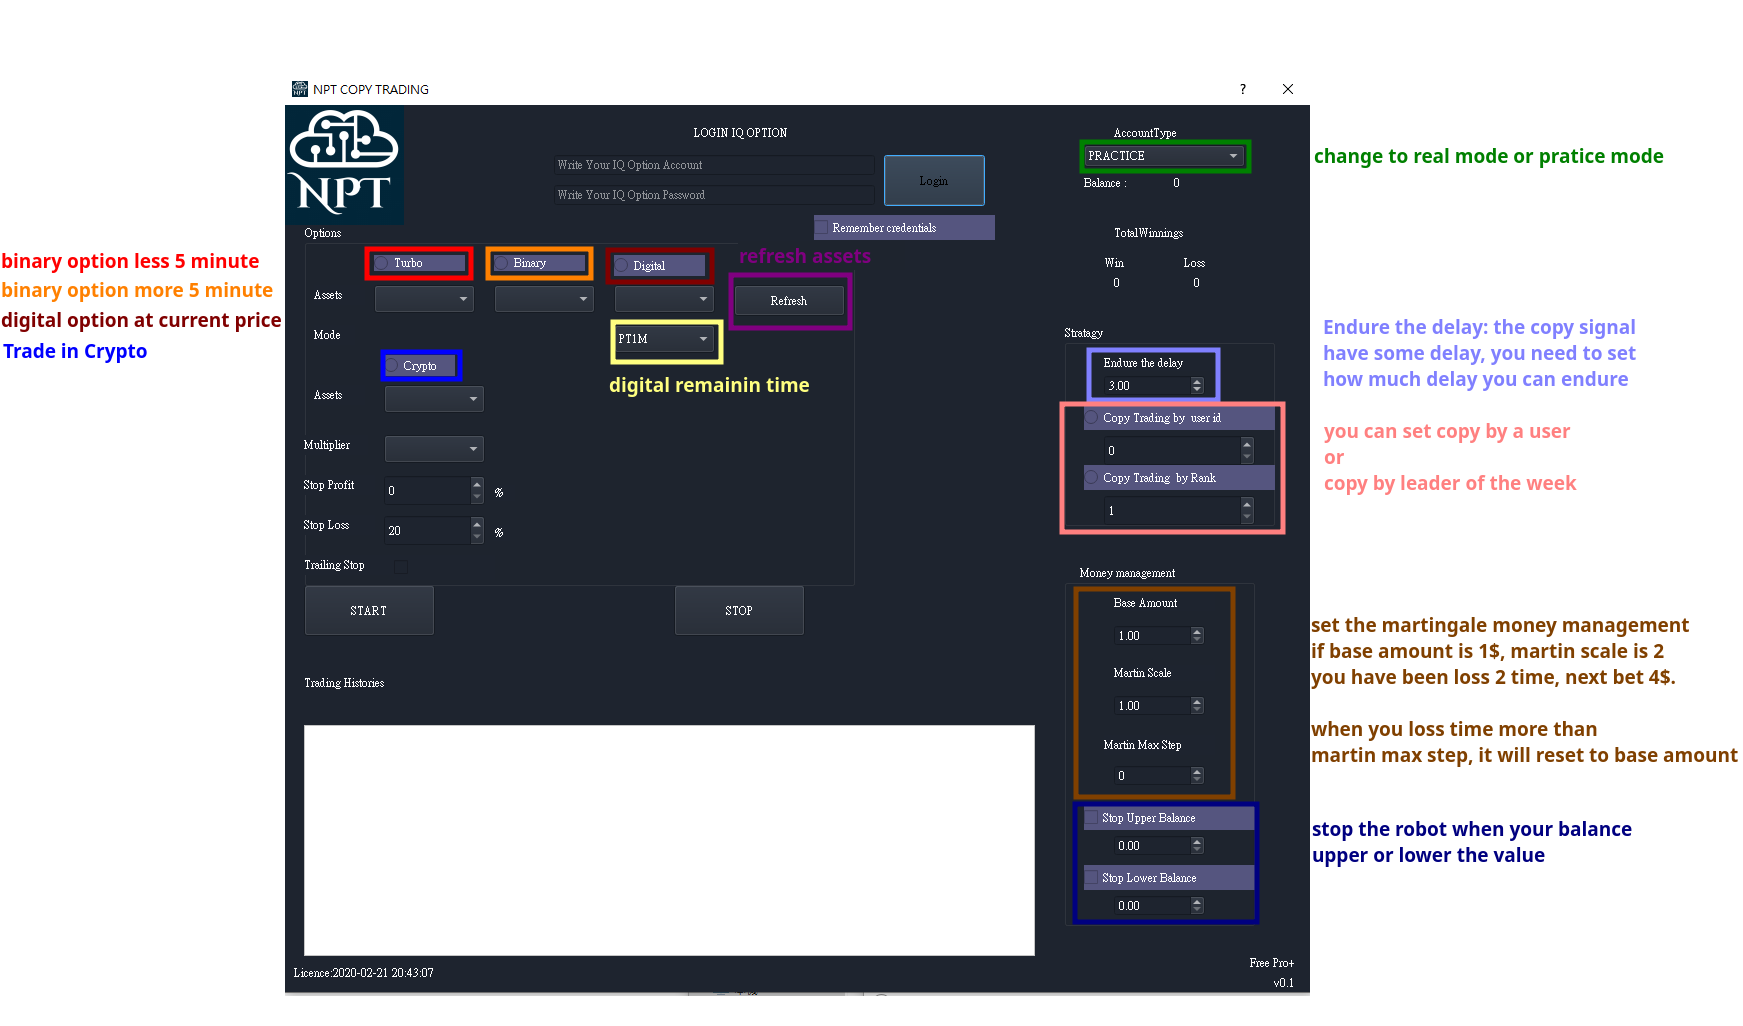 NPT COPY TRADING
?
NPT
LOGIN IQ OPTION
Write Your IQ Option Account
Write Your IQ Option Password
Login
Remember credentials
AccountType
PRACTICE
change to real mode or pratice mode
Balance :
0
TotalWinnings
Win
Loss
0
0
Options
binary option less 5 minute
binary option more 5 minute
digital option at current price
Trade in Crypto
Turbo
Binary
Digital
refresh assets
Assets
Refresh
Mode
PT1M
digital remainin time
Crypto
Assets
Multiplier
Stop Profit
0
%
Stop Loss
20
%
Trailing Stop
START
STOP
Stratagy
Endure the delay
3.00
Endure the delay: the copy signal
have some delay, you need to set
how much delay you can endure
Copy Trading by user id
0
Copy Trading by Rank
1
you can set copy by a user
or
copy by leader of the week
Money management
Base Amount
1.00
Martin Scale
1.00
Martin Max Step
0
set the martingale money management
if base amount is 1$, martin scale is 2
you have been loss 2 time, next bet 4$.
when you loss time more than
martin max step, it will reset to base amount
Stop Upper Balance
0.00
Stop Lower Balance
0.00
stop the robot when your balance
upper or lower the value
Trading Histories
Licence:2020-02-21 20:43:07
Free Pro+
v0.1